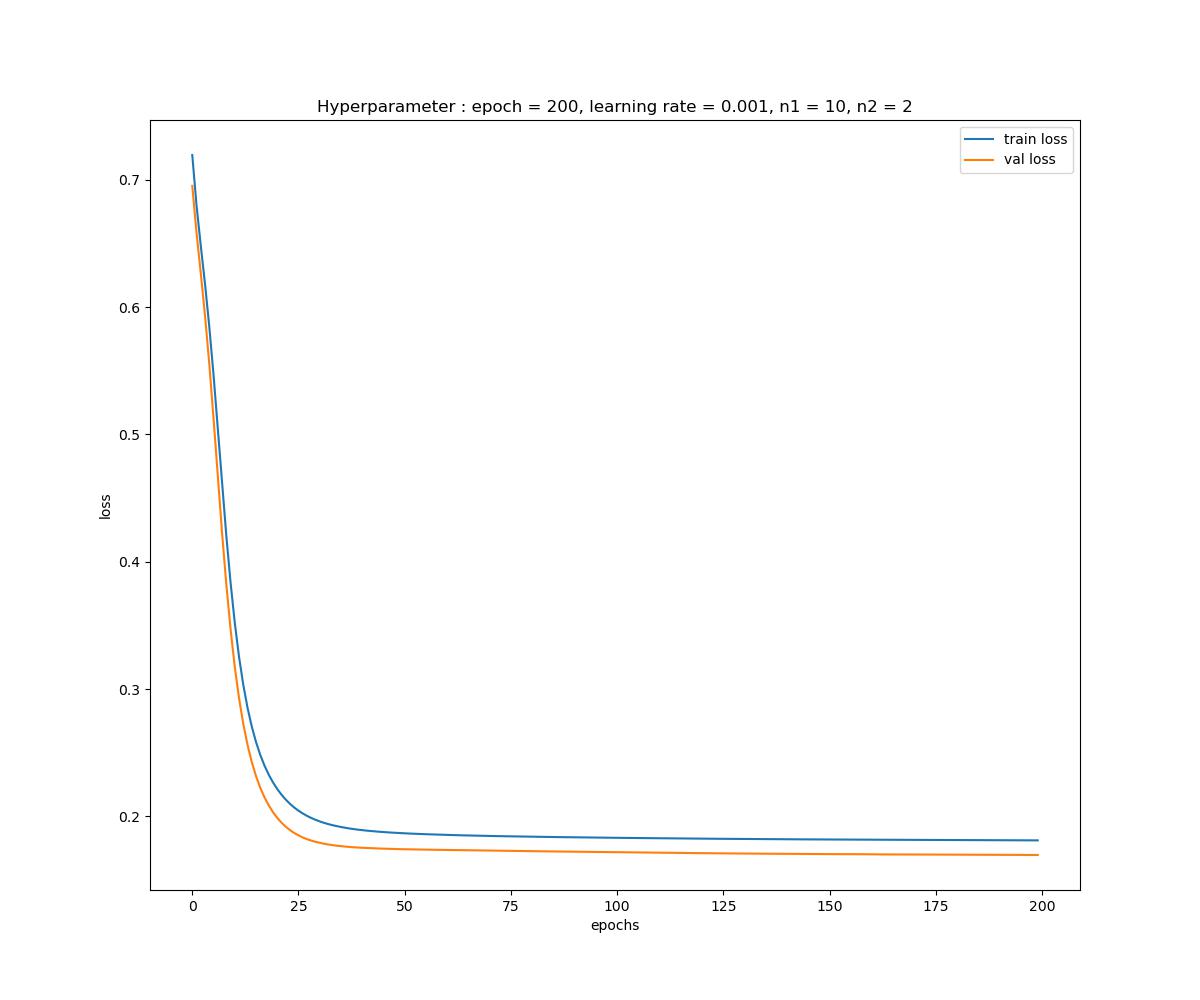 Hyperparameter : epoch = 200, learning rate = 0.001, n1 = 10, n2 = 2
train loss
val loss
0.7
0.6
0.5
0.4
0.3
0.2
loss
0 25 50 75 100 125 150 175 200
epochs